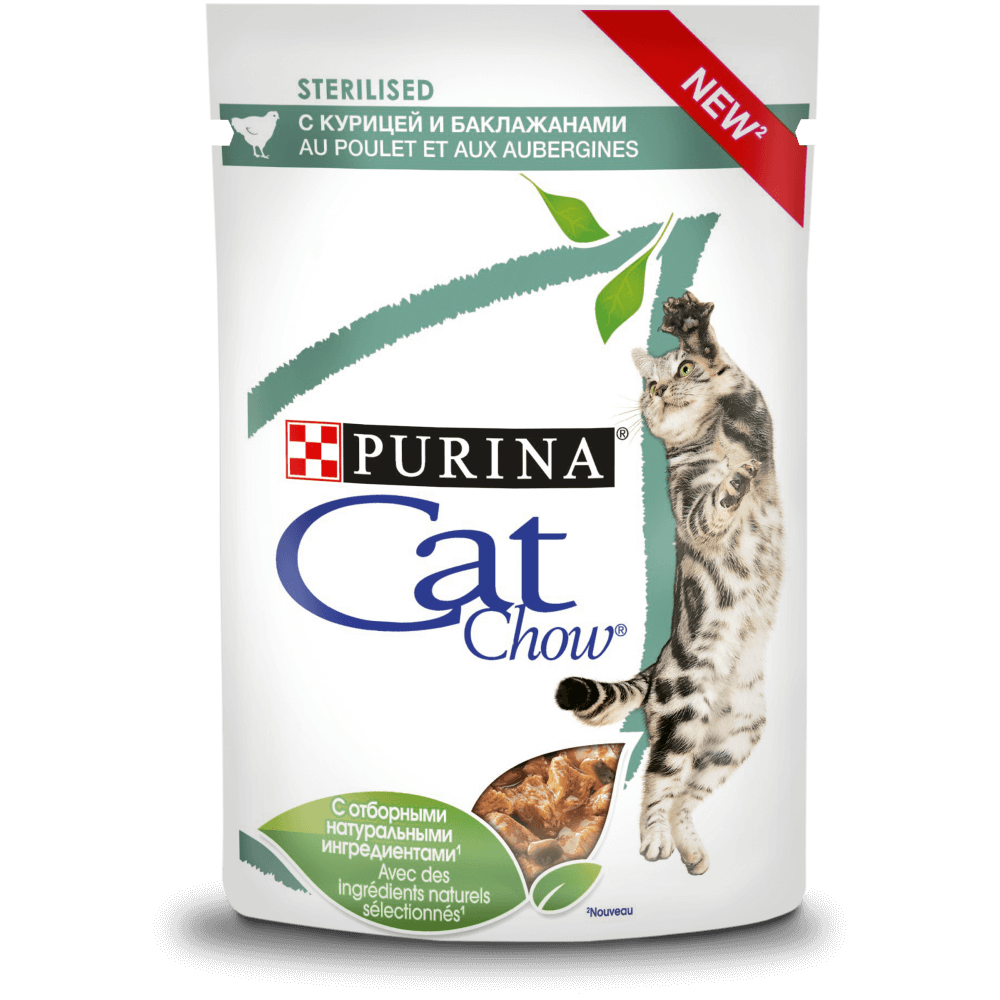 STERILISED
С КУРИЦЕЙ И БАКЛАЖАНАМИ
AU POULET ET AUX AUBERGINES
NEW²
PURINA®
Cat
Chow®
С отборными
натуральными
ингредиентами¹
Avec des
ingrédients naturels
sélectionnés¹
²Nouveau